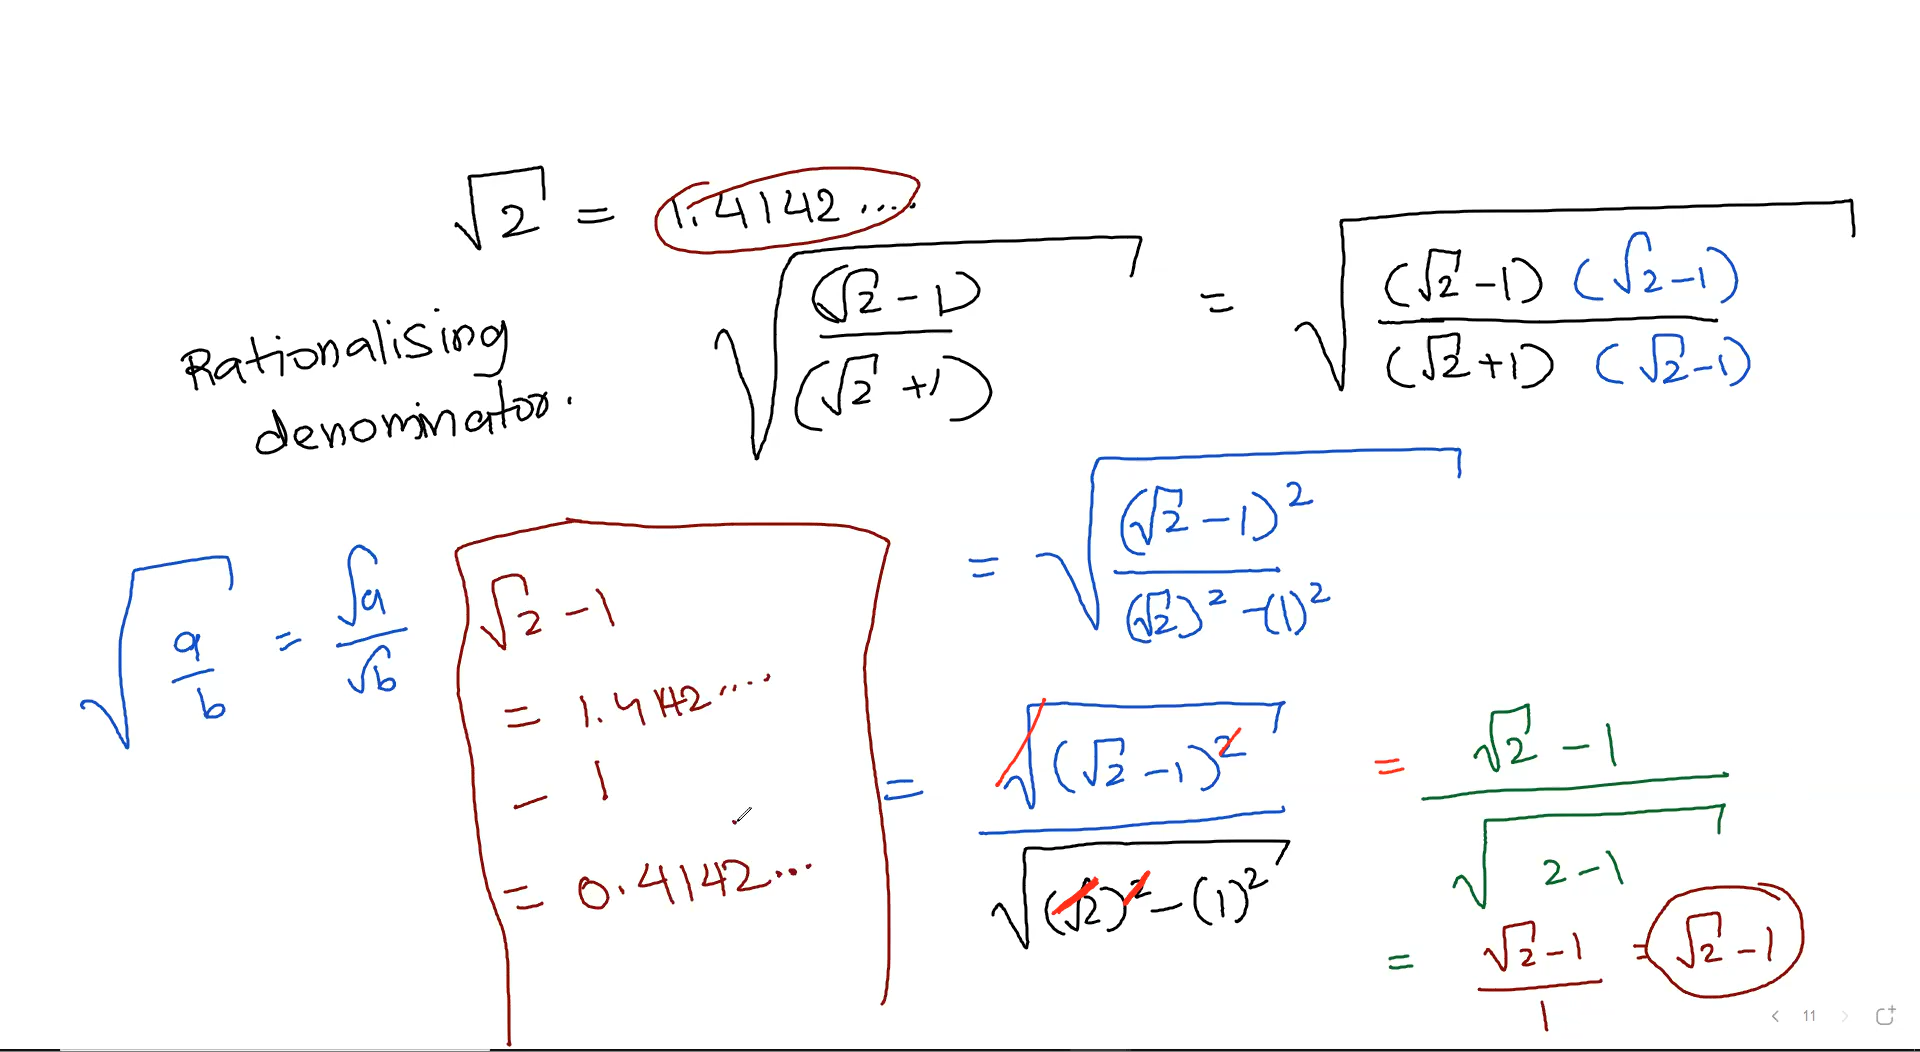 √2 = 1.4142....
Rationalising
denominator.
√((√2 - 1)/(√2 + 1)) = √((√2 - 1)(√2 - 1)/(√2 + 1)(√2 - 1))
= √((√2 - 1)²/((√2)² - (1)²))
√(a/b) = √a/√b
= √((√2 - 1)²)/√((√2)² - (1)²) = (√2 - 1)/√(2 - 1)
= (√2 - 1)/1 = √2 - 1
√2 - 1
= 1.4142....
- 1
= 0.4142...
11